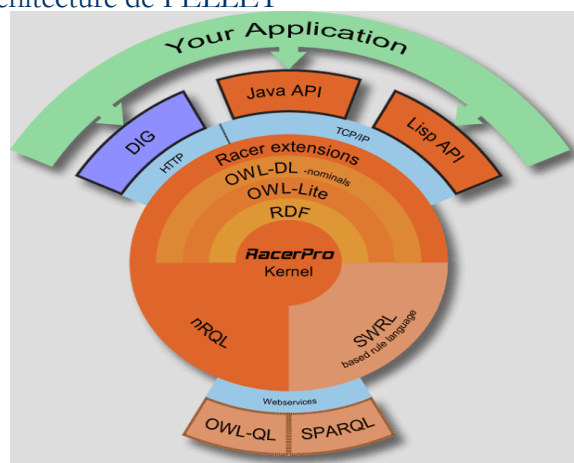 chitecture de PELLET
Your Application
Java API
DIG
Lisp API
HTTP
TCP/IP
Racer extensions
OWL-DL -nominals
OWL-Lite
RDF
RacerPro
Kernel
nRQL
SWRL
based rule language
Webservices
OWL-QL
SPARQL